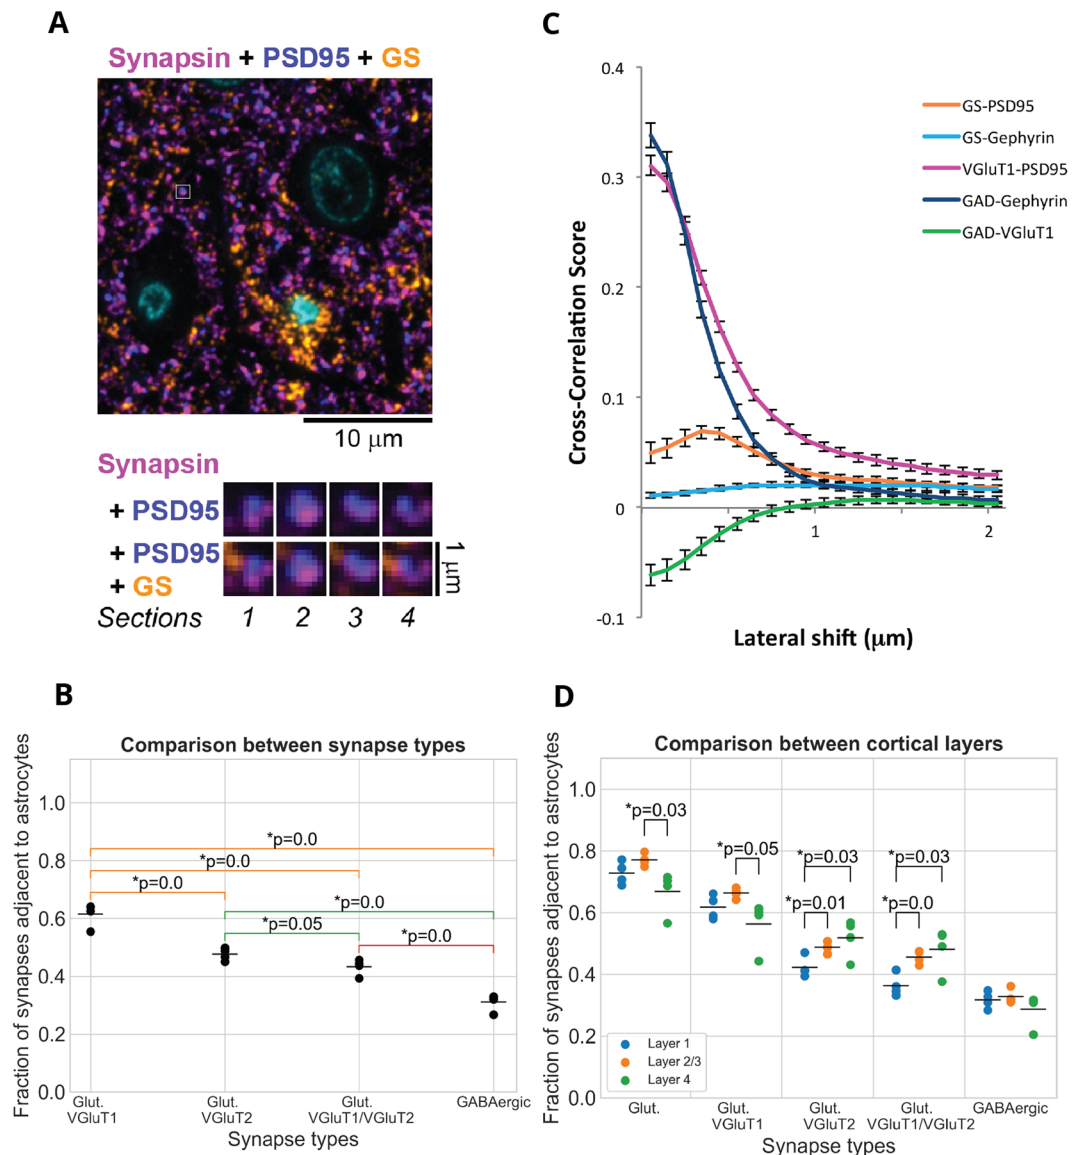 A
Synapsin + PSD95 + GS
10 μm
Synapsin
+ PSD95
+ PSD95
+ GS
1 μm
Sections 1 2 3 4
C
0.4
0.3
0.2
0.1
0
-0.1
1
2
Cross-Correlation Score
Lateral shift (μm)
GS-PSD95
GS-Gephyrin
VGluT1-PSD95
GAD-Gephyrin
GAD-VGluT1
B
Comparison between synapse types
Fraction of synapses adjacent to astrocytes
1.0
0.8
0.6
0.4
0.2
0.0
*p=0.0
*p=0.0
*p=0.0
*p=0.0
*p=0.05
*p=0.0
Glut.
VGluT1
Glut.
VGluT2
Glut.
VGluT1/VGluT2
GABAergic
Synapse types
D
Comparison between cortical layers
Fraction of synapses adjacent to astrocytes
1.0
0.8
0.6
0.4
0.2
0.0
*p=0.03
*p=0.05
*p=0.03
*p=0.01
*p=0.03
*p=0.0
Layer 1
Layer 2/3
Layer 4
Glut.
Glut.
VGluT1
Glut.
VGluT2
Glut.
VGluT1/VGluT2
GABAergic
Synapse types